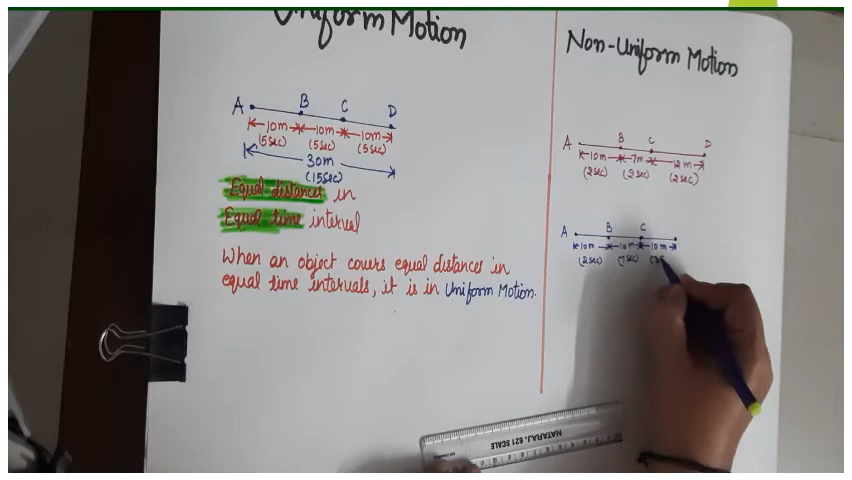 Uniform Motion
A B C D
10m 10m 10m
(5sec) (5sec) (5sec)
30m
(15sec)
Equal distances in
Equal time interval
When an object covers equal distances in
equal time intervals, it is in Uniform Motion.
Non-Uniform Motion
A B C D
10m 7m 12m
(2sec) (2sec) (2sec)
A B C
10m 10m 10m
(2sec)
NATARAJ, 621 SCALE